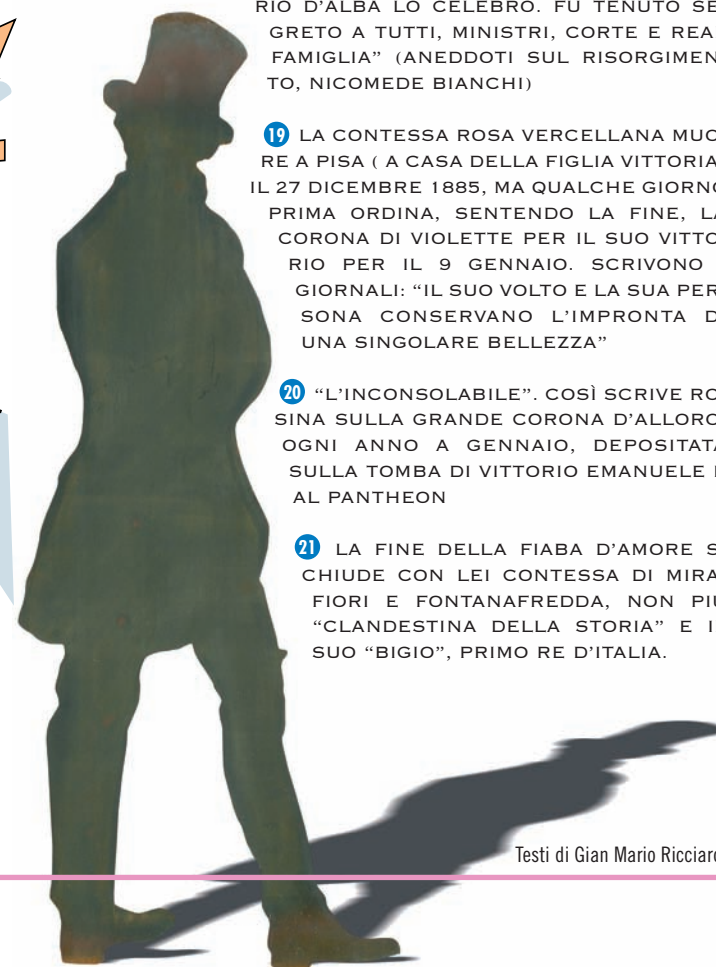 RIO D'ALBA LO CELEBRÒ. FU TENUTO SE
GRETO A TUTTI, MINISTRI, CORTE E REA
FAMIGLIA” (ANEDDOTI SUL RISORGIMEN
TO, NICOMEDE BIANCHI)
19 LA CONTESSA ROSA VERCELLANA MUO
RE A PISA ( A CASA DELLA FIGLIA VITTORIA
IL 27 DICEMBRE 1885, MA QUALCHE GIORNO
PRIMA ORDINA, SENTENDO LA FINE, LA
CORONA DI VIOLETTE PER IL SUO VITTO
RIO PER IL 9 GENNAIO. SCRIVONO
GIORNALI: “IL SUO VOLTO E LA SUA PER
SONA CONSERVANO L'IMPRONTA D
UNA SINGOLARE BELLEZZA”
20 “L'INCONSOLABILE”. COSÌ SCRIVE RO
SINA SULLA GRANDE CORONA D'ALLORO
OGNI ANNO A GENNAIO, DEPOSITATA
SULLA TOMBA DI VITTORIO EMANUELE I
AL PANTHEON
21 LA FINE DELLA FIABA D'AMORE S
CHIUDE CON LEI CONTESSA DI MIRA
FIORI E FONTANAFREDDA, NON PIÙ
“CLANDESTINA DELLA STORIA” E I
SUO “BIGIO”, PRIMO RE D'ITALIA.
Testi di Gian Mario Ricciard